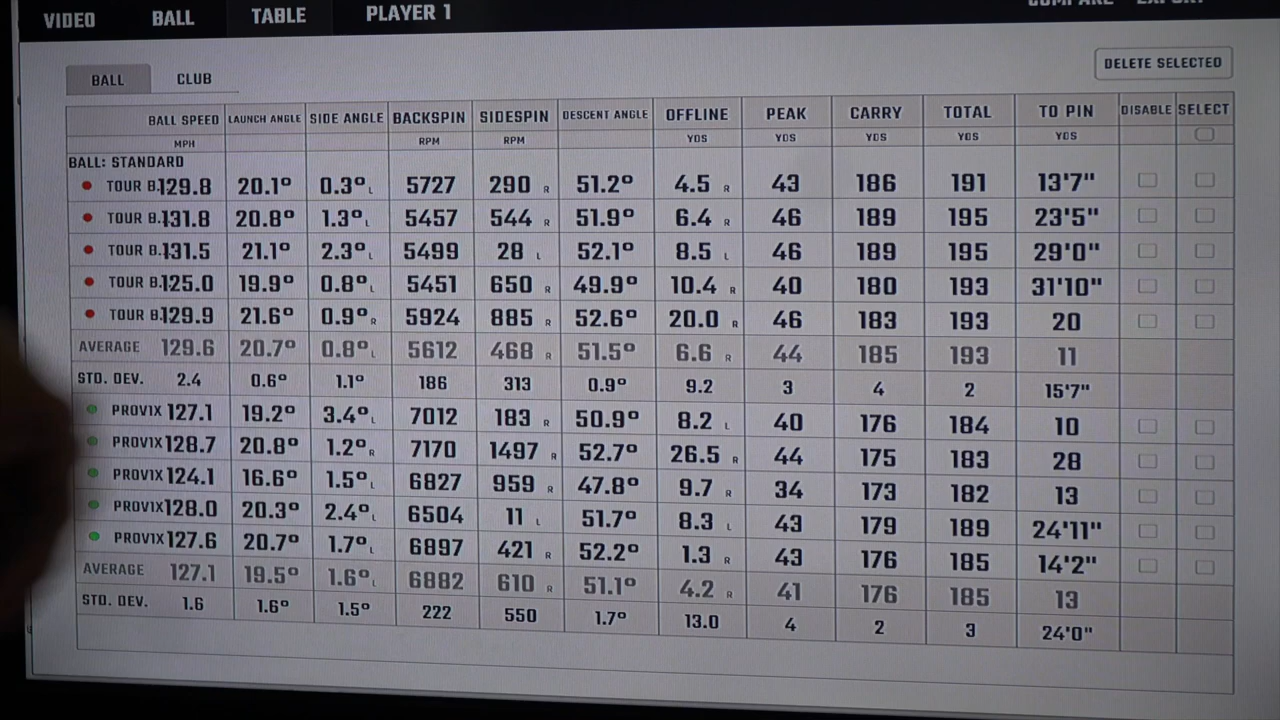 VIDEO BALL TABLE PLAYER 1 COMPARE EXPORT
BALL CLUB DELETE SELECTED
BALL SPEED LAUNCH ANGLE SIDE ANGLE BACKSPIN SIDESPIN DESCENT ANGLE OFFLINE PEAK CARRY TOTAL TO PIN DISABLE SELECT
MPH RPM RPM YDS YDS YDS YDS YDS
BALL: STANDARD
TOUR B. 129.8 20.1° 0.3° L 5727 290 R 51.2° 4.5 R 43 186 191 13'7"
TOUR B. 131.8 20.8° 1.3° L 5457 544 R 51.9° 6.4 R 46 189 195 23'5"
TOUR B. 131.5 21.1° 2.3° L 5499 28 L 52.1° 8.5 L 46 189 195 29'0"
TOUR B. 125.0 19.9° 0.8° L 5451 650 R 49.9° 10.4 R 40 180 193 31'10"
TOUR B. 129.9 21.6° 0.9° R 5924 885 R 52.6° 20.0 R 46 183 193 20
AVERAGE 129.6 20.7° 0.8° L 5612 468 R 51.5° 6.6 R 44 185 193 11
STD. DEV. 2.4 0.6° 1.1° 186 313 0.9° 9.2 3 4 2 15'7"
PROV1X 127.1 19.2° 3.4° L 7012 183 R 50.9° 8.2 L 40 176 184 10
PROV1X 128.7 20.8° 1.2° R 7170 1497 R 52.7° 26.5 R 44 175 183 28
PROV1X 124.1 16.6° 1.5° L 6827 959 R 47.8° 9.7 R 34 173 182 13
PROV1X 128.0 20.3° 2.4° L 6504 11 L 51.7° 8.3 L 43 179 189 24'11"
PROV1X 127.6 20.7° 1.7° L 6897 421 R 52.2° 1.3 R 43 176 185 14'2"
AVERAGE 127.1 19.5° 1.6° L 6882 610 R 51.1° 4.2 R 41 176 185 13
STD. DEV. 1.6 1.6° 1.5° 222 550 1.7° 13.0 4 2 3 24'0"